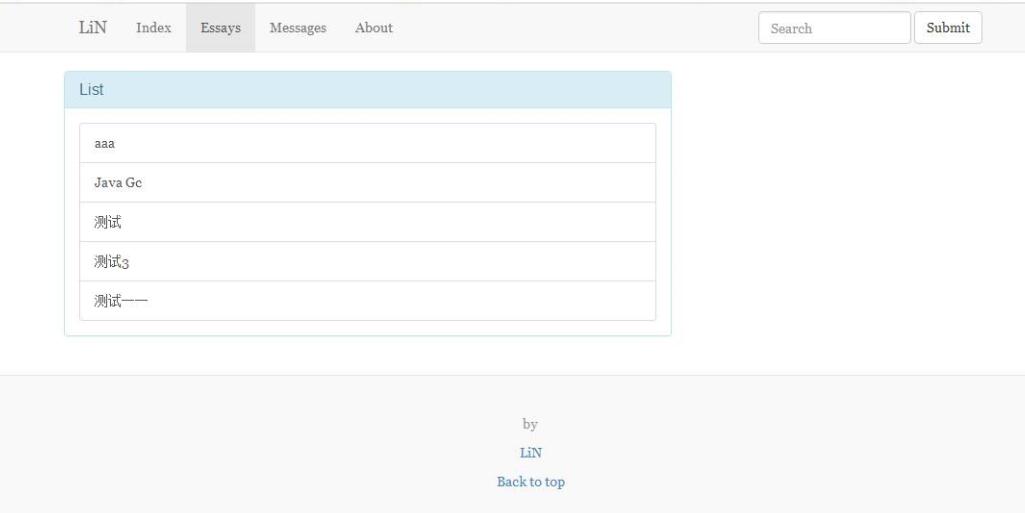 LiN Index Essays Messages About Search Submit
List
aaa
Java Gc
测试
测试3
测试一一
by
LiN
Back to top